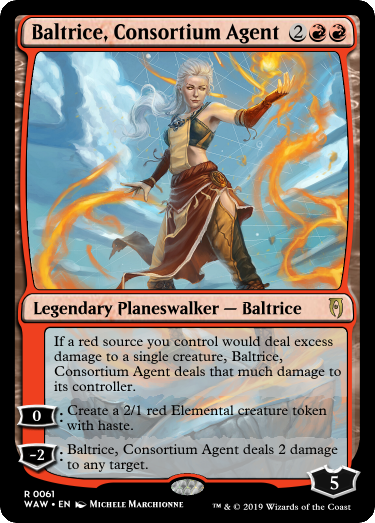 Baltrice, Consortium Agent 2
Legendary Planeswalker — Baltrice
If a red source you control would deal excess
damage to a single creature, Baltrice,
Consortium Agent deals that much damage to
its controller.
0: Create a 2/1 red Elemental creature token
with haste.
-2: Baltrice, Consortium Agent deals 2 damage
to any target.
5
R 0061
WAW • EN Michele Marchionne
™ & © 2019 Wizards of the Coast